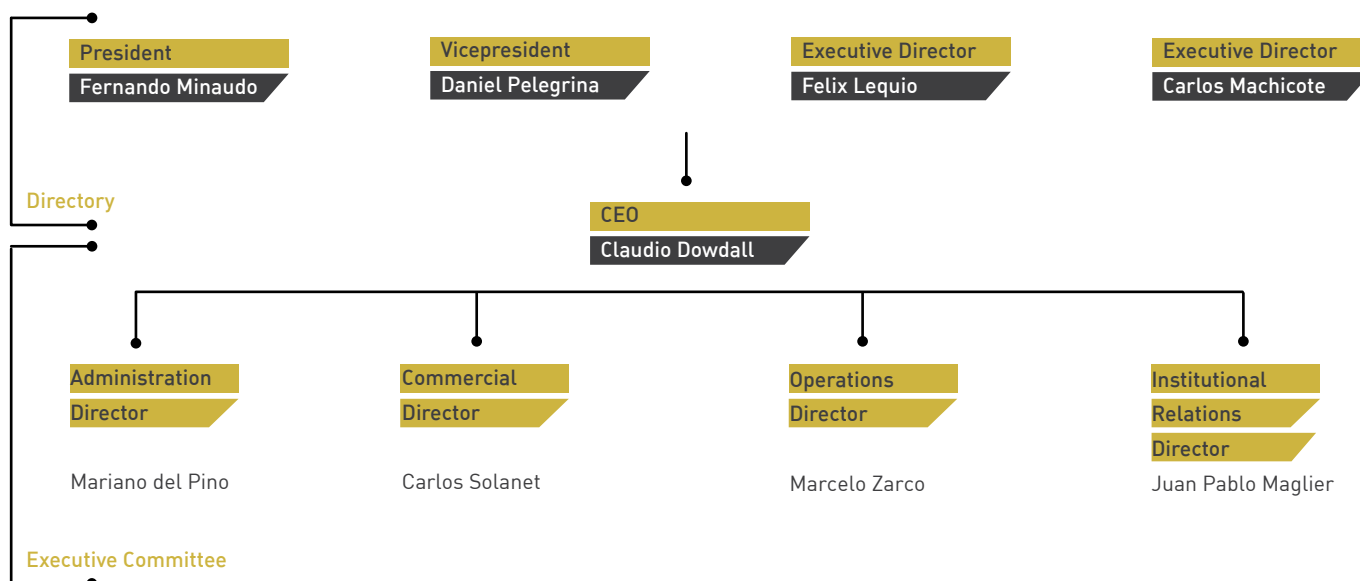 President
Fernando Minaudo
Vicepresident
Daniel Pelegrina
Executive Director
Felix Lequio
Executive Director
Carlos Machicote
Directory
CEO
Claudio Dowdall
Administration
Director
Mariano del Pino
Commercial
Director
Carlos Solanet
Operations
Director
Marcelo Zarco
Institutional
Relations
Director
Juan Pablo Maglier
Executive Committee